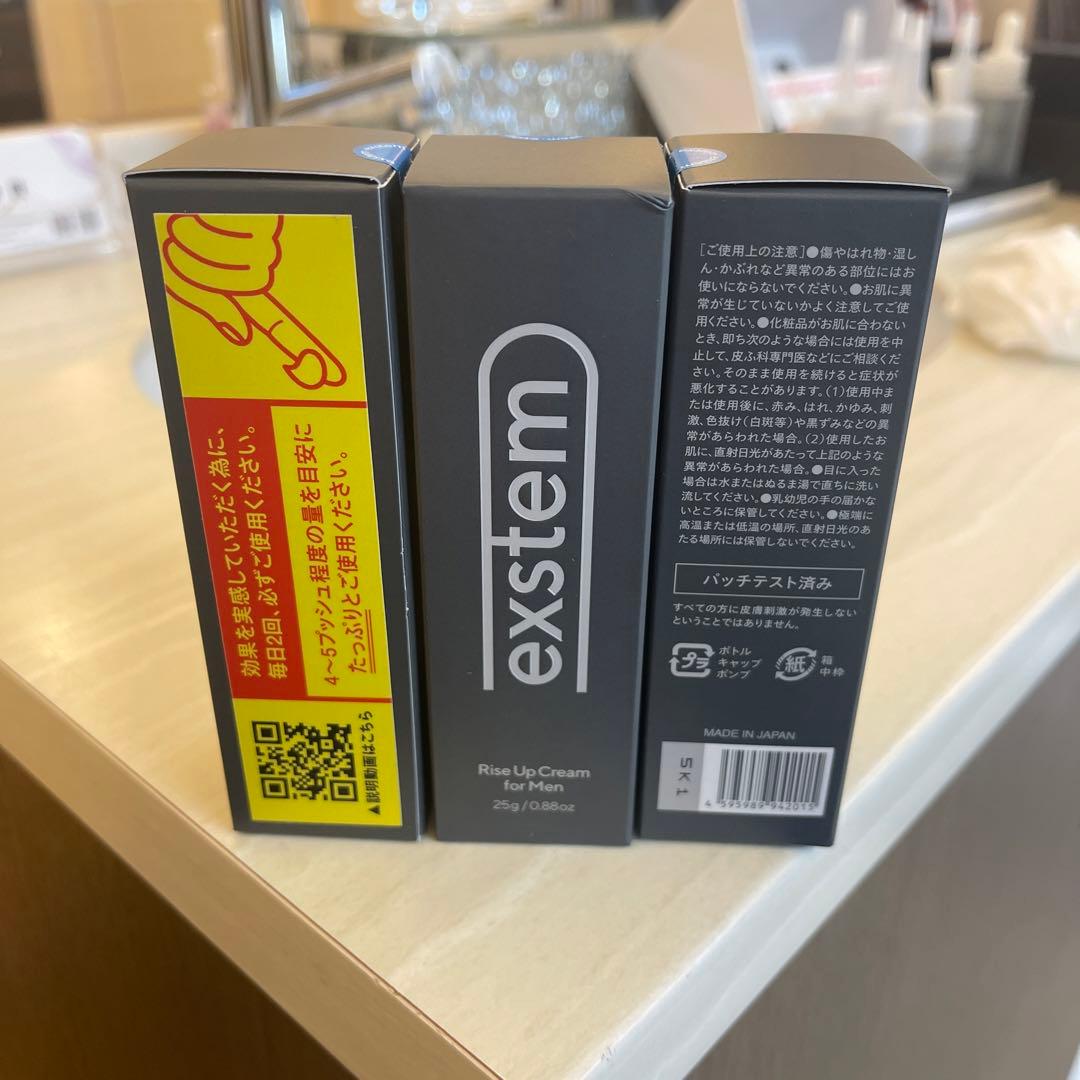 効果を実感していただく為に、
毎日2回、必ずご使用ください。
4〜5プッシュ程度の量を目安に
たっぷりとご使用ください。
▲説明動画はこちら
exstem
Rise Up Cream
for Men
25g / 0.88oz
[ご使用上の注意]●傷やはれ物・湿し
ん・かぶれなど異常のある部位にはお
使いにならないでください。●お肌に異
常が生じていないかよく注意してご使
用ください。●化粧品がお肌に合わない
とき、即ち次のような場合には使用を中
止して、皮ふ科専門医などにご相談くだ
さい。そのまま使用を続けると症状が
悪化することがあります。(1)使用中ま
たは使用後に、赤み、はれ、かゆみ、刺
激、色抜け(白斑等)や黒ずみなどの異
常があらわれた場合。(2)使用したお
肌に、直射日光があたって上記のような
異常があらわれた場合。●目に入った
場合は水またはぬるま湯で直ちに洗い
流してください。●乳幼児の手の届かな
いところに保管してください。●極端に
高温または低温の場所、直射日光のあ
たる場所には保管しないでください。
パッチテスト済み
すべての方に皮膚刺激が発生しない
ということではありません。
プラ
ボトル
キャップ
ポンプ
紙
箱
中枠
MADE IN JAPAN
SK1
4 595989 942015